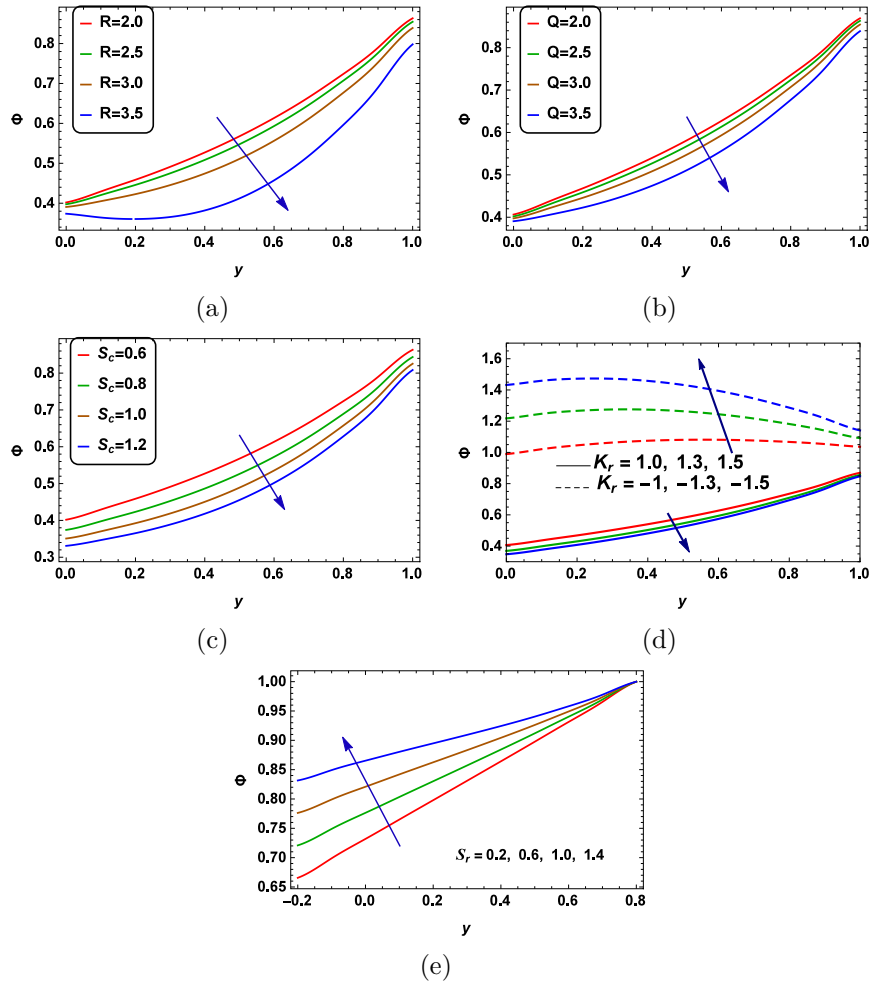 R=2.0
R=2.5
R=3.0
R=3.5
0.8
0.7
0.6
0.5
0.4
Φ
0.0 0.2 0.4 0.6 0.8 1.0
y
(a)
Q=2.0
Q=2.5
Q=3.0
Q=3.5
0.8
0.7
0.6
0.5
0.4
Φ
0.0 0.2 0.4 0.6 0.8 1.0
y
(b)
Sc=0.6
Sc=0.8
Sc=1.0
Sc=1.2
0.8
0.7
0.6
0.5
0.4
0.3
Φ
0.0 0.2 0.4 0.6 0.8 1.0
y
(c)
1.6
1.4
1.2
1.0
0.8
0.6
0.4
Φ
Kr = 1.0, 1.3, 1.5
Kr = −1, −1.3, −1.5
0.0 0.2 0.4 0.6 0.8 1.0
y
(d)
1.00
0.95
0.90
0.85
0.80
0.75
0.70
0.65
Φ
Sr = 0.2, 0.6, 1.0, 1.4
−0.2 0.0 0.2 0.4 0.6 0.8
y
(e)